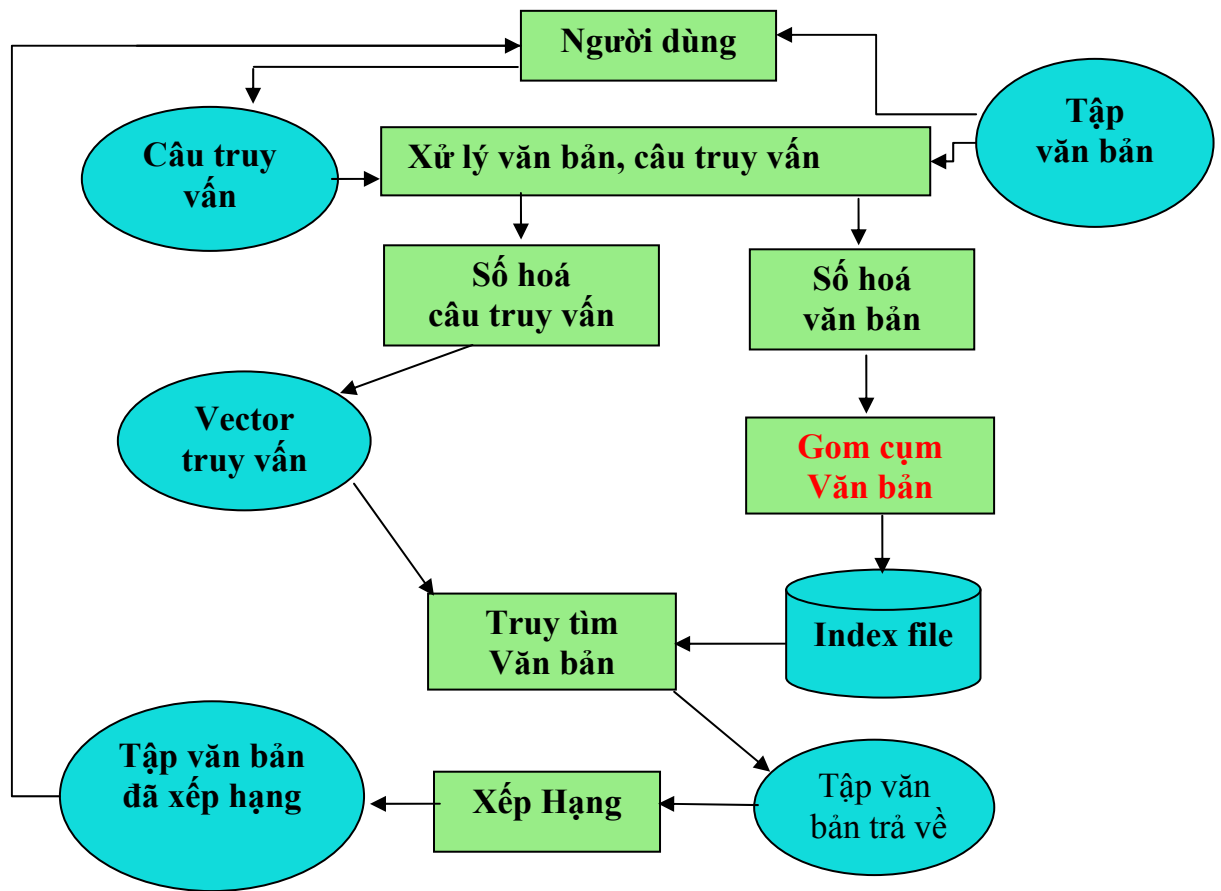 Người dùng
Tập
văn bản
Câu truy
vấn
Xử lý văn bản, câu truy vấn
Số hoá
câu truy vấn
Số hoá
văn bản
Vector
truy vấn
Gom cụm
Văn bản
Truy tìm
Văn bản
Index file
Tập văn bản
đã xếp hạng
Xếp Hạng
Tập văn
bản trả về